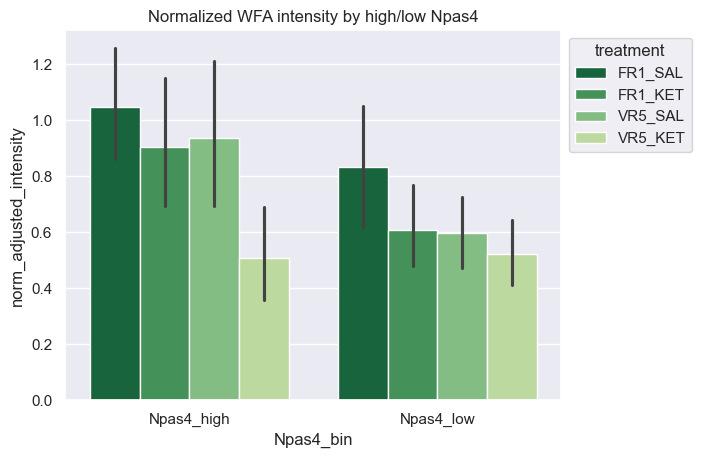 Normalized WFA intensity by high/low Npas4
norm_adjusted_intensity
1.2
1.0
0.8
0.6
0.4
0.2
0.0
Npas4_high
Npas4_low
Npas4_bin
treatment
FR1_SAL
FR1_KET
VR5_SAL
VR5_KET